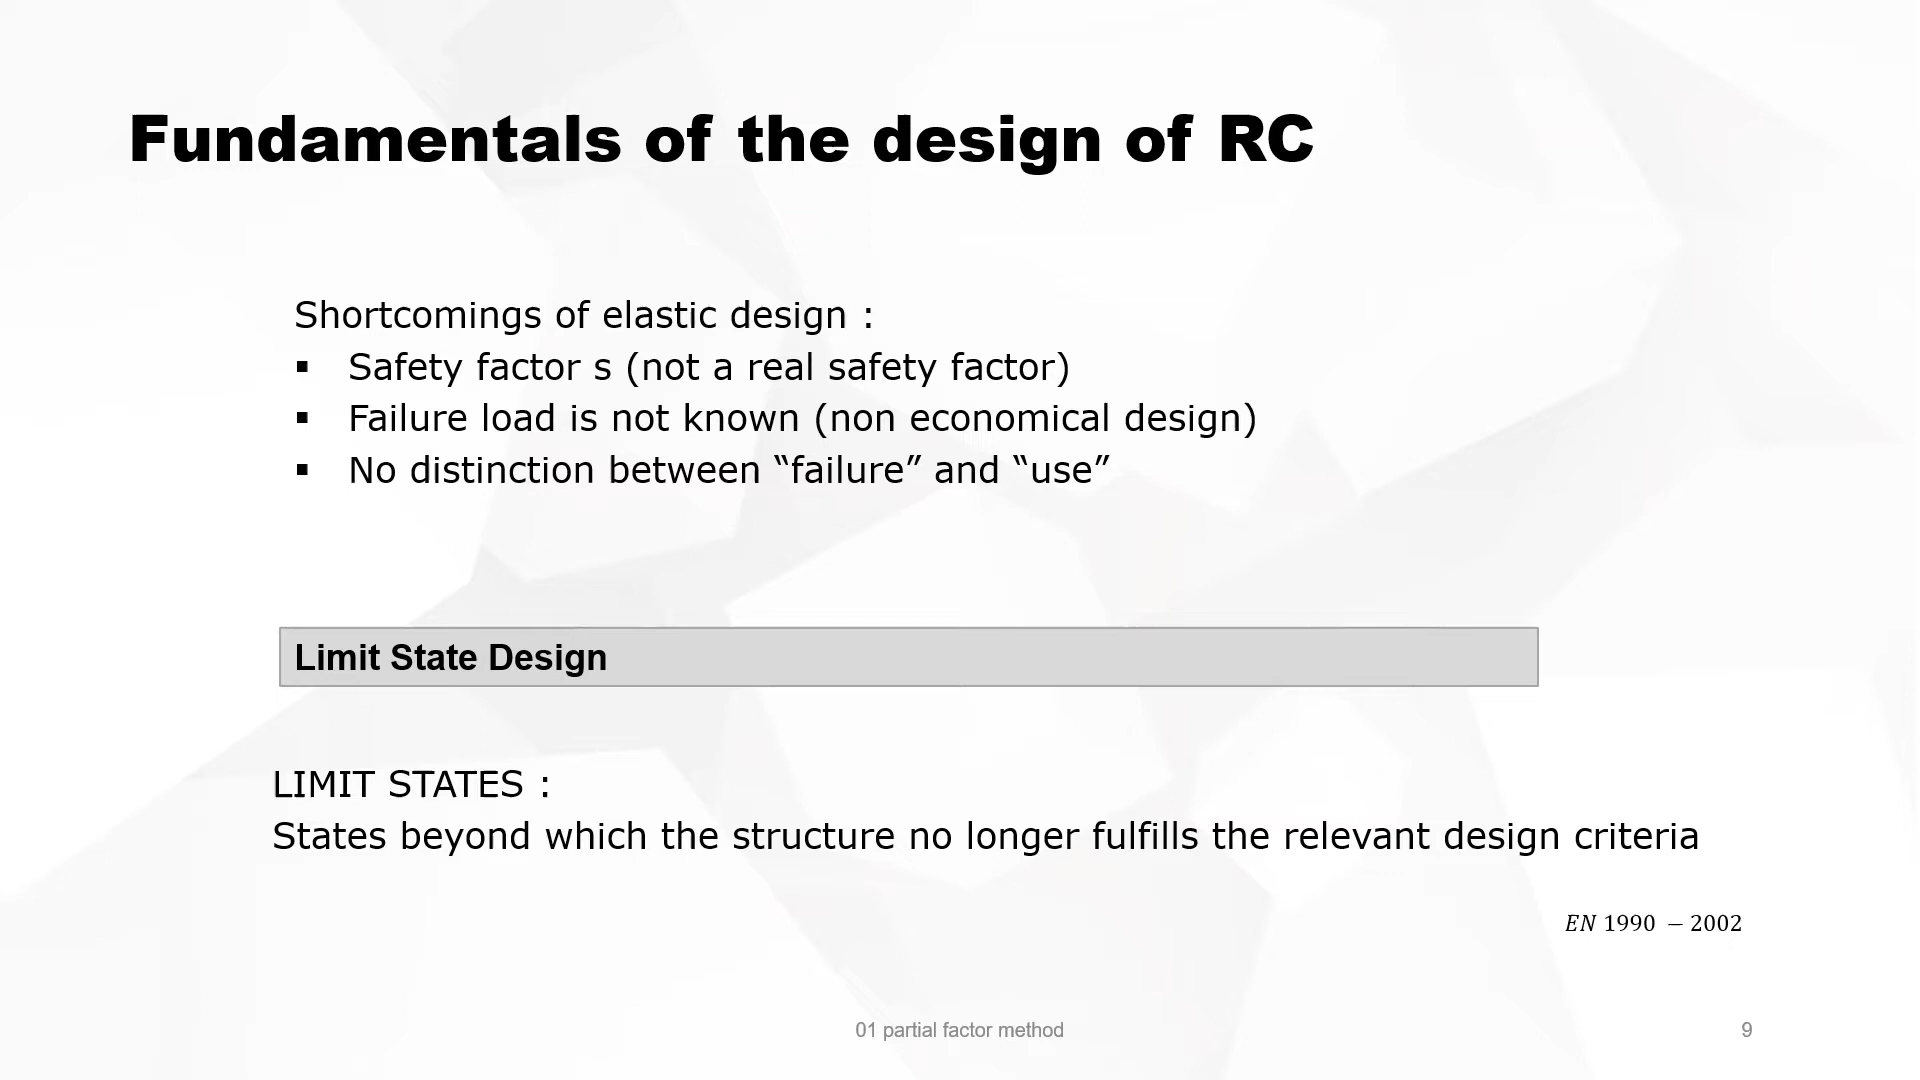 Fundamentals of the design of RC
Shortcomings of elastic design :
▪ Safety factor s (not a real safety factor)
▪ Failure load is not known (non economical design)
▪ No distinction between “failure” and “use”
Limit State Design
LIMIT STATES :
States beyond which the structure no longer fulfills the relevant design criteria
EN 1990 − 2002
01 partial factor method
9